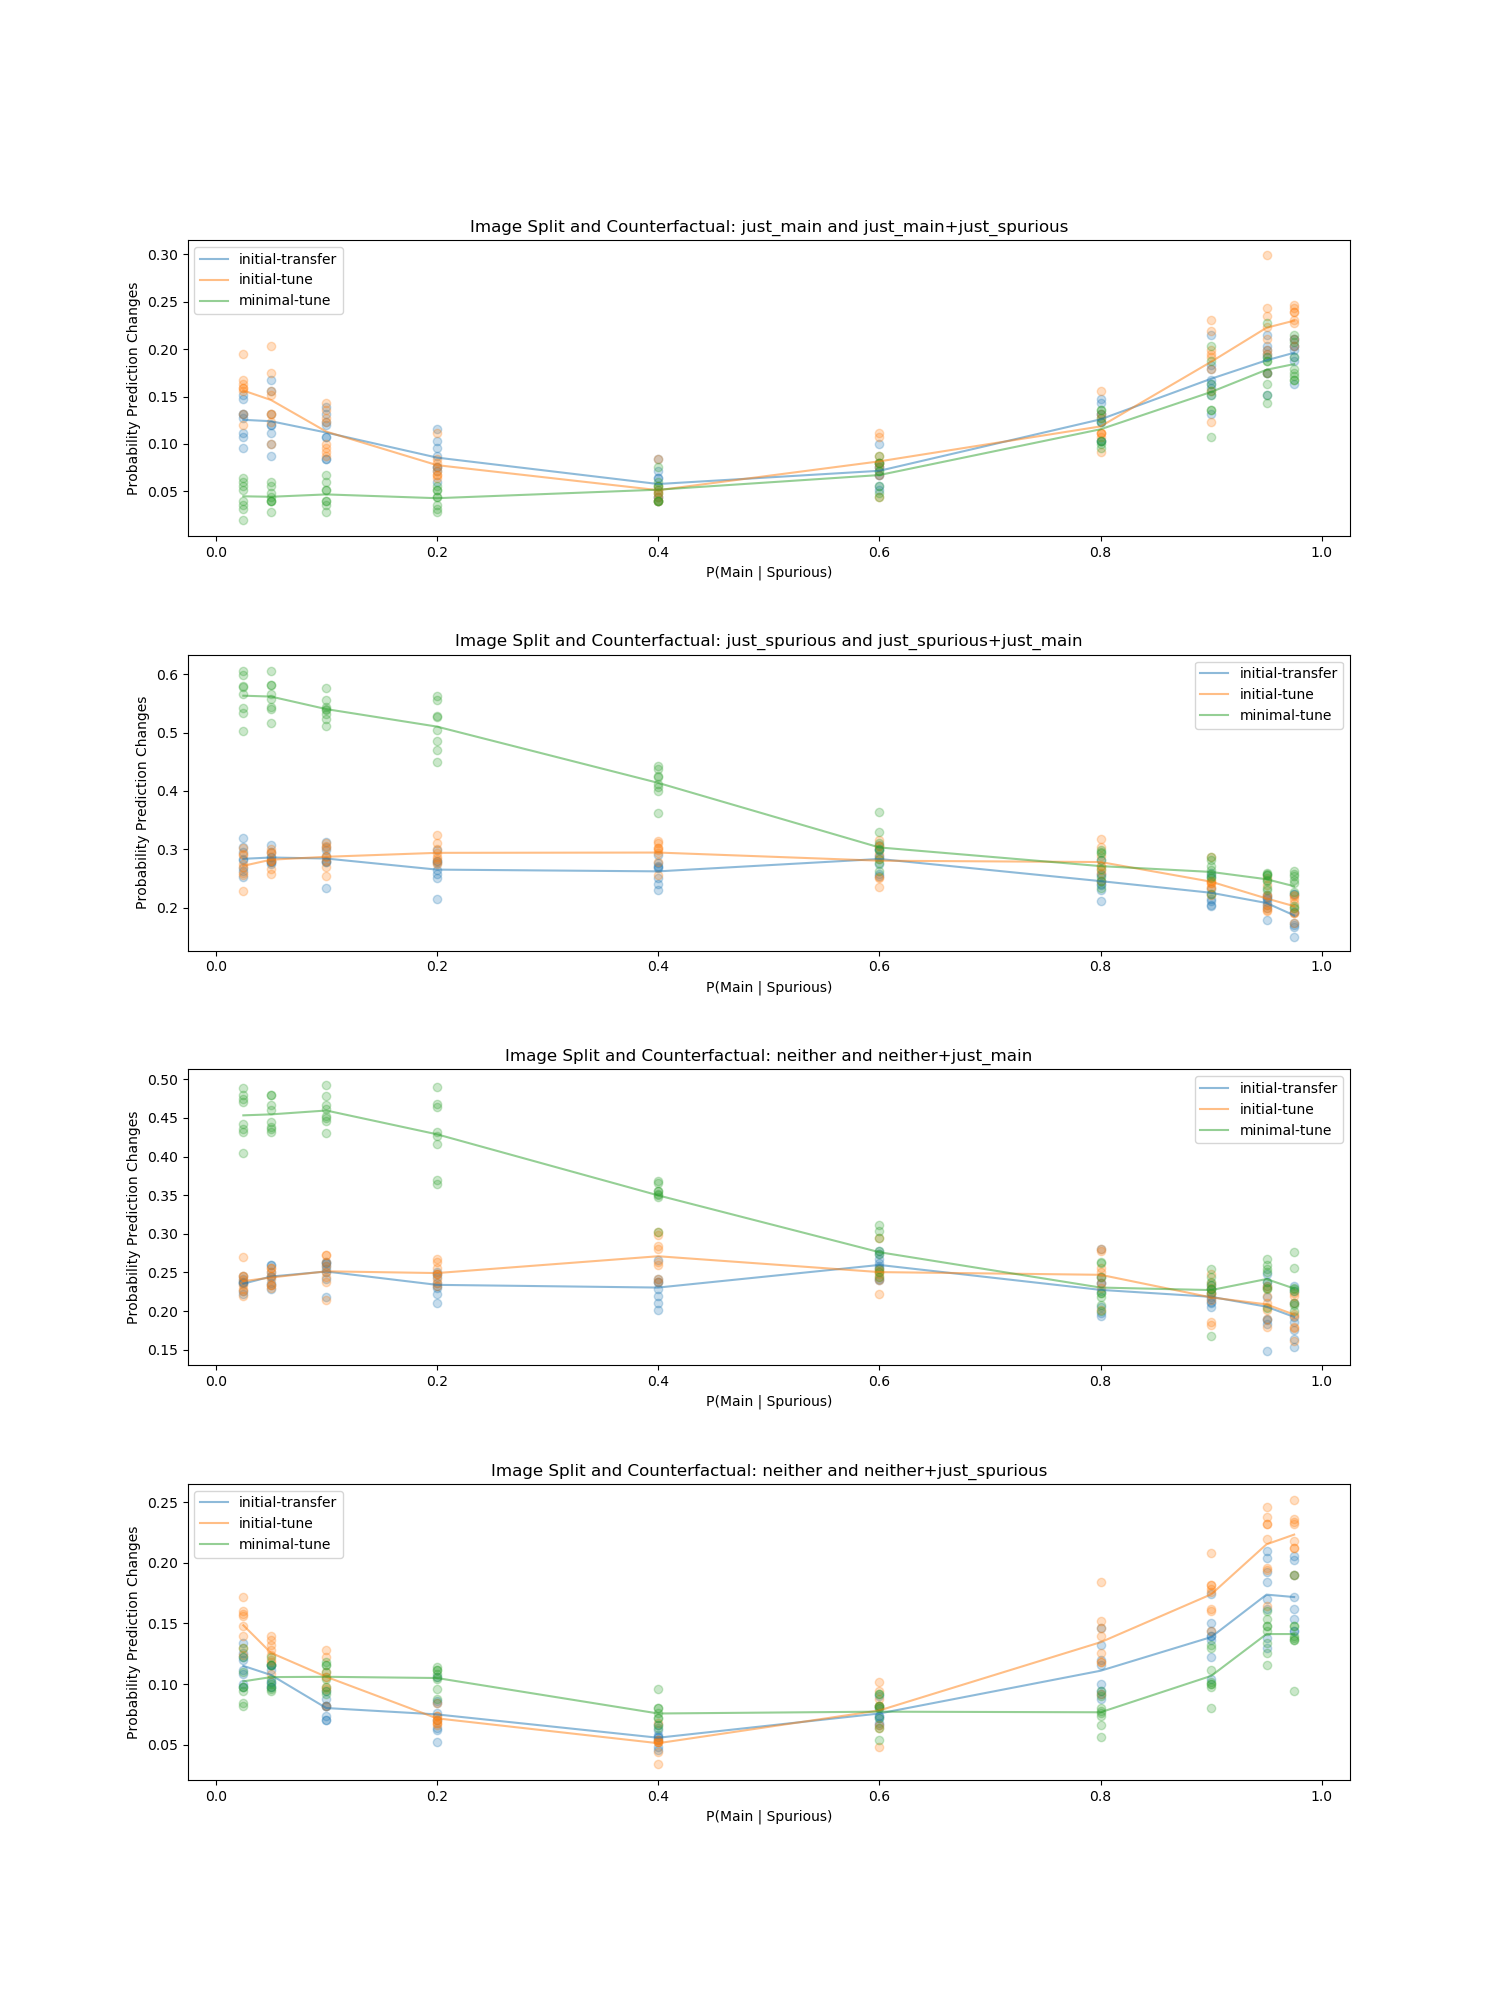 Image Split and Counterfactual: just_main and just_main+just_spurious
Probability Prediction Changes
0.30
0.25
0.20
0.15
0.10
0.05
initial-transfer
initial-tune
minimal-tune
0.0 0.2 0.4 0.6 0.8 1.0
P(Main | Spurious)
Image Split and Counterfactual: just_spurious and just_spurious+just_main
Probability Prediction Changes
0.6
0.5
0.4
0.3
0.2
initial-transfer
initial-tune
minimal-tune
0.0 0.2 0.4 0.6 0.8 1.0
P(Main | Spurious)
Image Split and Counterfactual: neither and neither+just_main
Probability Prediction Changes
0.50
0.45
0.40
0.35
0.30
0.25
0.20
0.15
initial-transfer
initial-tune
minimal-tune
0.0 0.2 0.4 0.6 0.8 1.0
P(Main | Spurious)
Image Split and Counterfactual: neither and neither+just_spurious
Probability Prediction Changes
0.25
0.20
0.15
0.10
0.05
initial-transfer
initial-tune
minimal-tune
0.0 0.2 0.4 0.6 0.8 1.0
P(Main | Spurious)